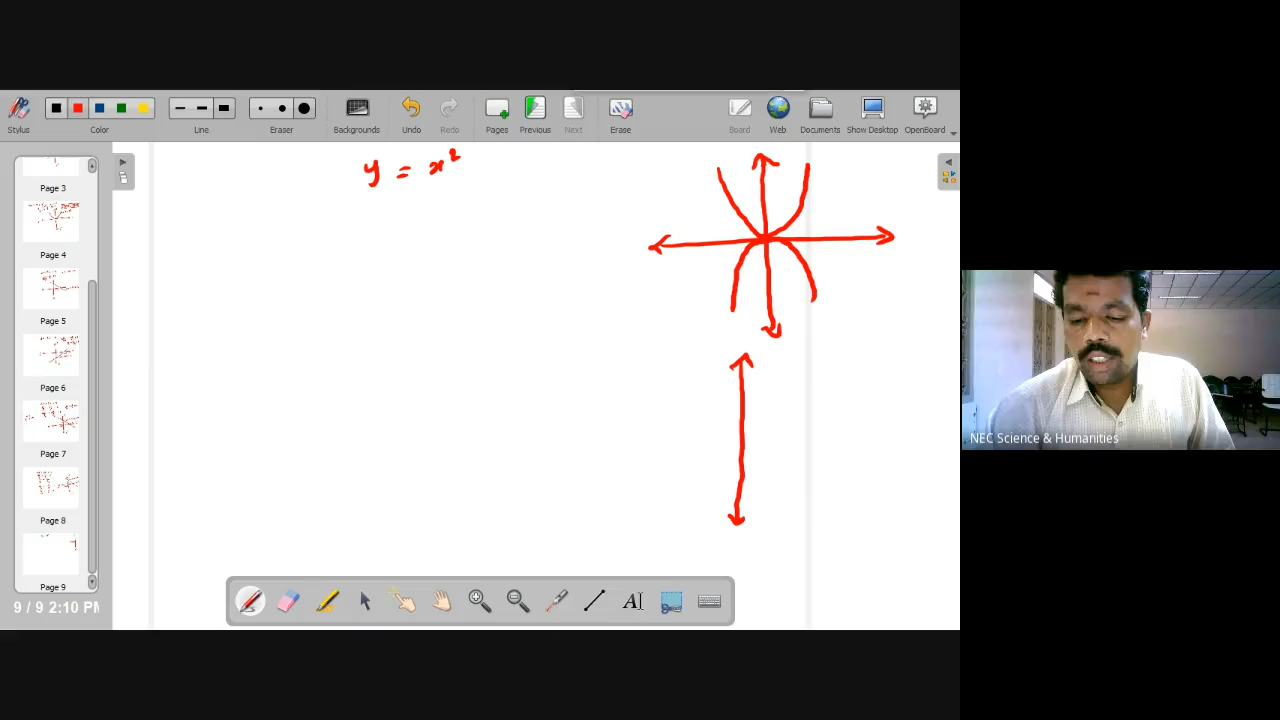 Stylus
Color
Line
Eraser
Backgrounds
Undo
Redo
Pages
Previous
Next
Erase
Board
Web
Documents
Show Desktop
OpenBoard
y = x²
Page 3
Page 4
Page 5
Page 6
Page 7
Page 8
Page 9
9 / 9 2:10 PM
A
NEC Science & Humanities